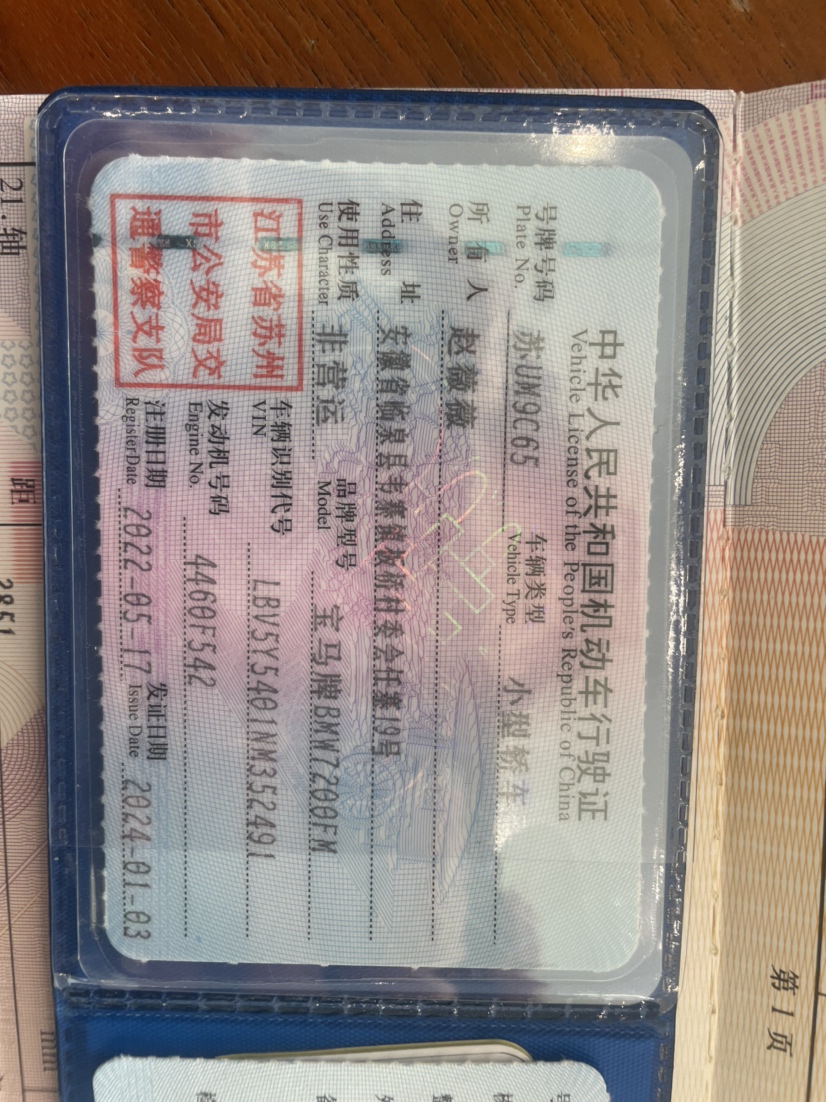 中华人民共和国机动车行驶证
Vehicle License of the People's Republic of China
号牌号码 苏UM9C65 车辆类型 小型轿车
Plate No. Vehicle Type
所有人 赵薇薇
Owner
住址 安徽省临泉县韦寨镇板桥村委会任寨19号
Address
使用性质 非营运 品牌型号 宝马牌BMW7200FM
Use Character Model
江苏省苏州
市公安局交
通警察支队
车辆识别代号 LBV5Y5401NM352491
VIN
发动机号码 4460F542
Engine No.
注册日期 2022-05-17 发证日期 2024-01-03
Register Date Issue Date
第1页
21.轴
距
2851
mm